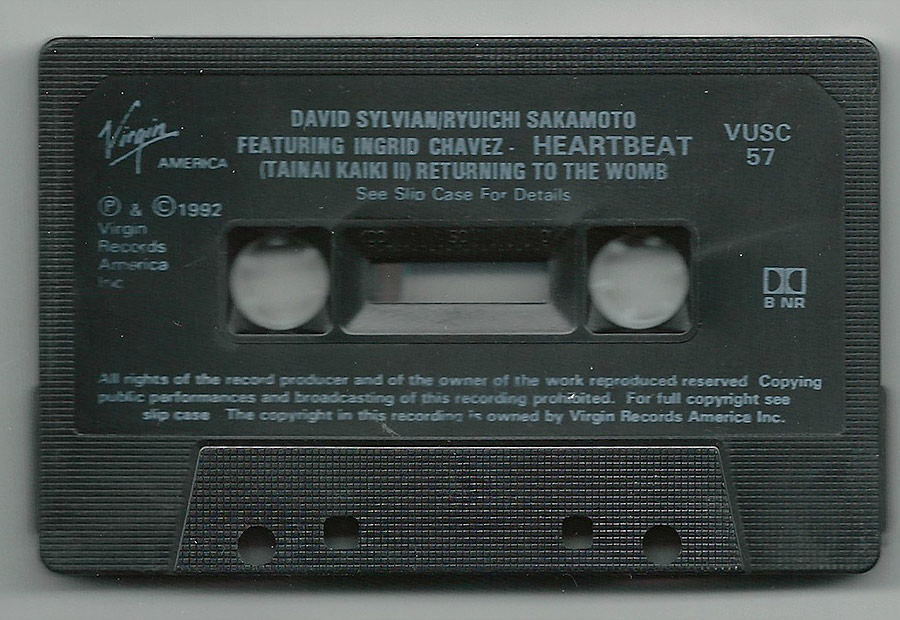 Virgin
AMERICA
DAVID SYLVIAN/RYUICHI SAKAMOTO
FEATURING INGRID CHAVEZ - HEARTBEAT
(TAINAI KAIKI II) RETURNING TO THE WOMB
See Slip Case For Details
VUSC
57
Ⓟ & ©1992
Virgin
Records
America
Inc
100 50 0
B NR
All rights of the record producer and of the owner of the work reproduced reserved Copying
public performances and broadcasting of this recording prohibited. For full copyright see
slip case The copyright in this recording is owned by Virgin Records America Inc.